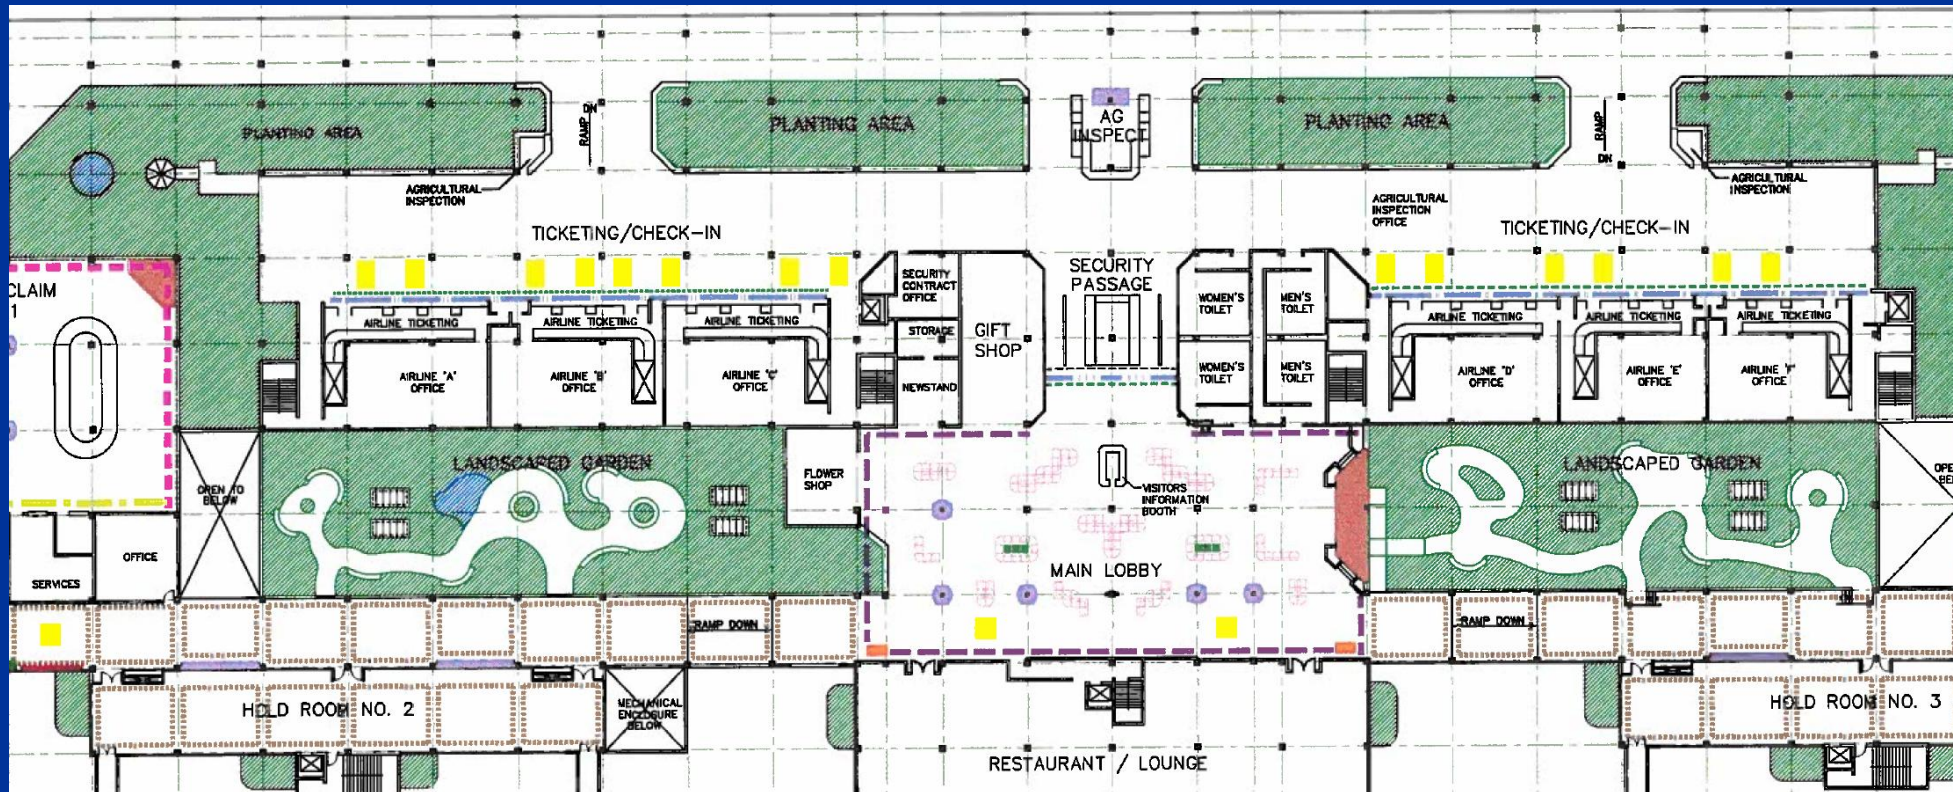 PLANTING AREA
RAMP
DN
PLANTING AREA
AG
INSPECT
PLANTING AREA
RAMP
DN
AGRICULTURAL
INSPECTION
AGRICULTURAL
INSPECTION
OFFICE
AGRICULTURAL
INSPECTION
TICKETING/CHECK-IN
TICKETING/CHECK-IN
CLAIM
1
SECURITY
CONTRACT
OFFICE
SECURITY
PASSAGE
WOMEN'S
TOILET
MEN'S
TOILET
AIRLINE TICKETING
AIRLINE TICKETING
AIRLINE TICKETING
STORAGE
GIFT
SHOP
AIRLINE TICKETING
AIRLINE TICKETING
AIRLINE TICKETING
AIRLINE 'A'
OFFICE
AIRLINE 'B'
OFFICE
AIRLINE 'C'
OFFICE
NEWSTAND
WOMEN'S
TOILET
MEN'S
TOILET
AIRLINE 'D'
OFFICE
AIRLINE 'E'
OFFICE
AIRLINE 'F'
OFFICE
LANDSCAPED GARDEN
FLOWER
SHOP
LANDSCAPED GARDEN
OPEN TO
BELOW
VISITORS
INFORMATION
BOOTH
OFFICE
SERVICES
MAIN LOBBY
RAMP DOWN
RAMP DOWN
HOLD ROOM NO. 2
MECHANICAL
ENCLOSURE
BELOW
HOLD ROOM NO. 3
RESTAURANT / LOUNGE